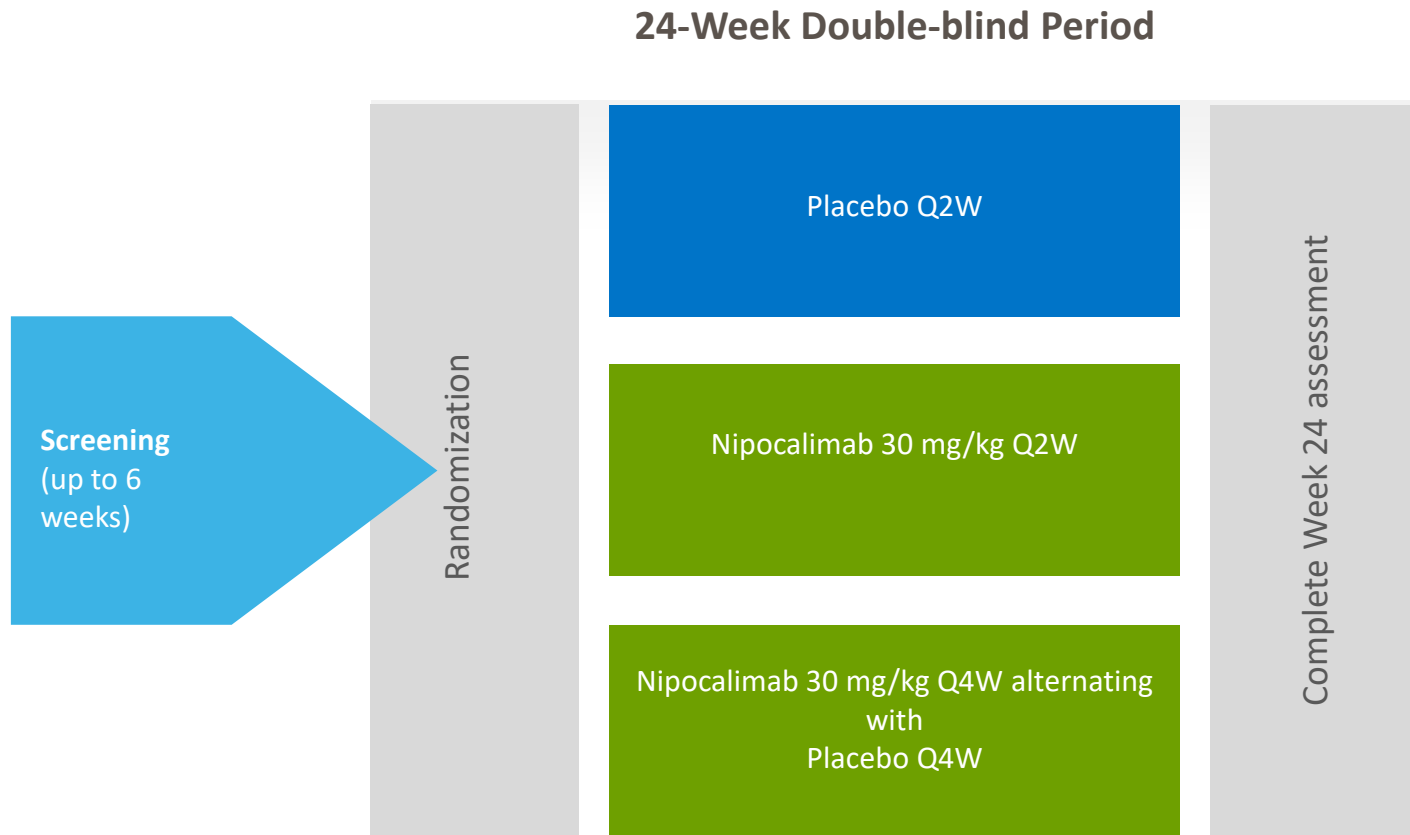 24-Week Double-blind Period
Screening
(up to 6
weeks)
Randomization
Placebo Q2W
Nipocalimab 30 mg/kg Q2W
Nipocalimab 30 mg/kg Q4W alternating
with
Placebo Q4W
Complete Week 24 assessment